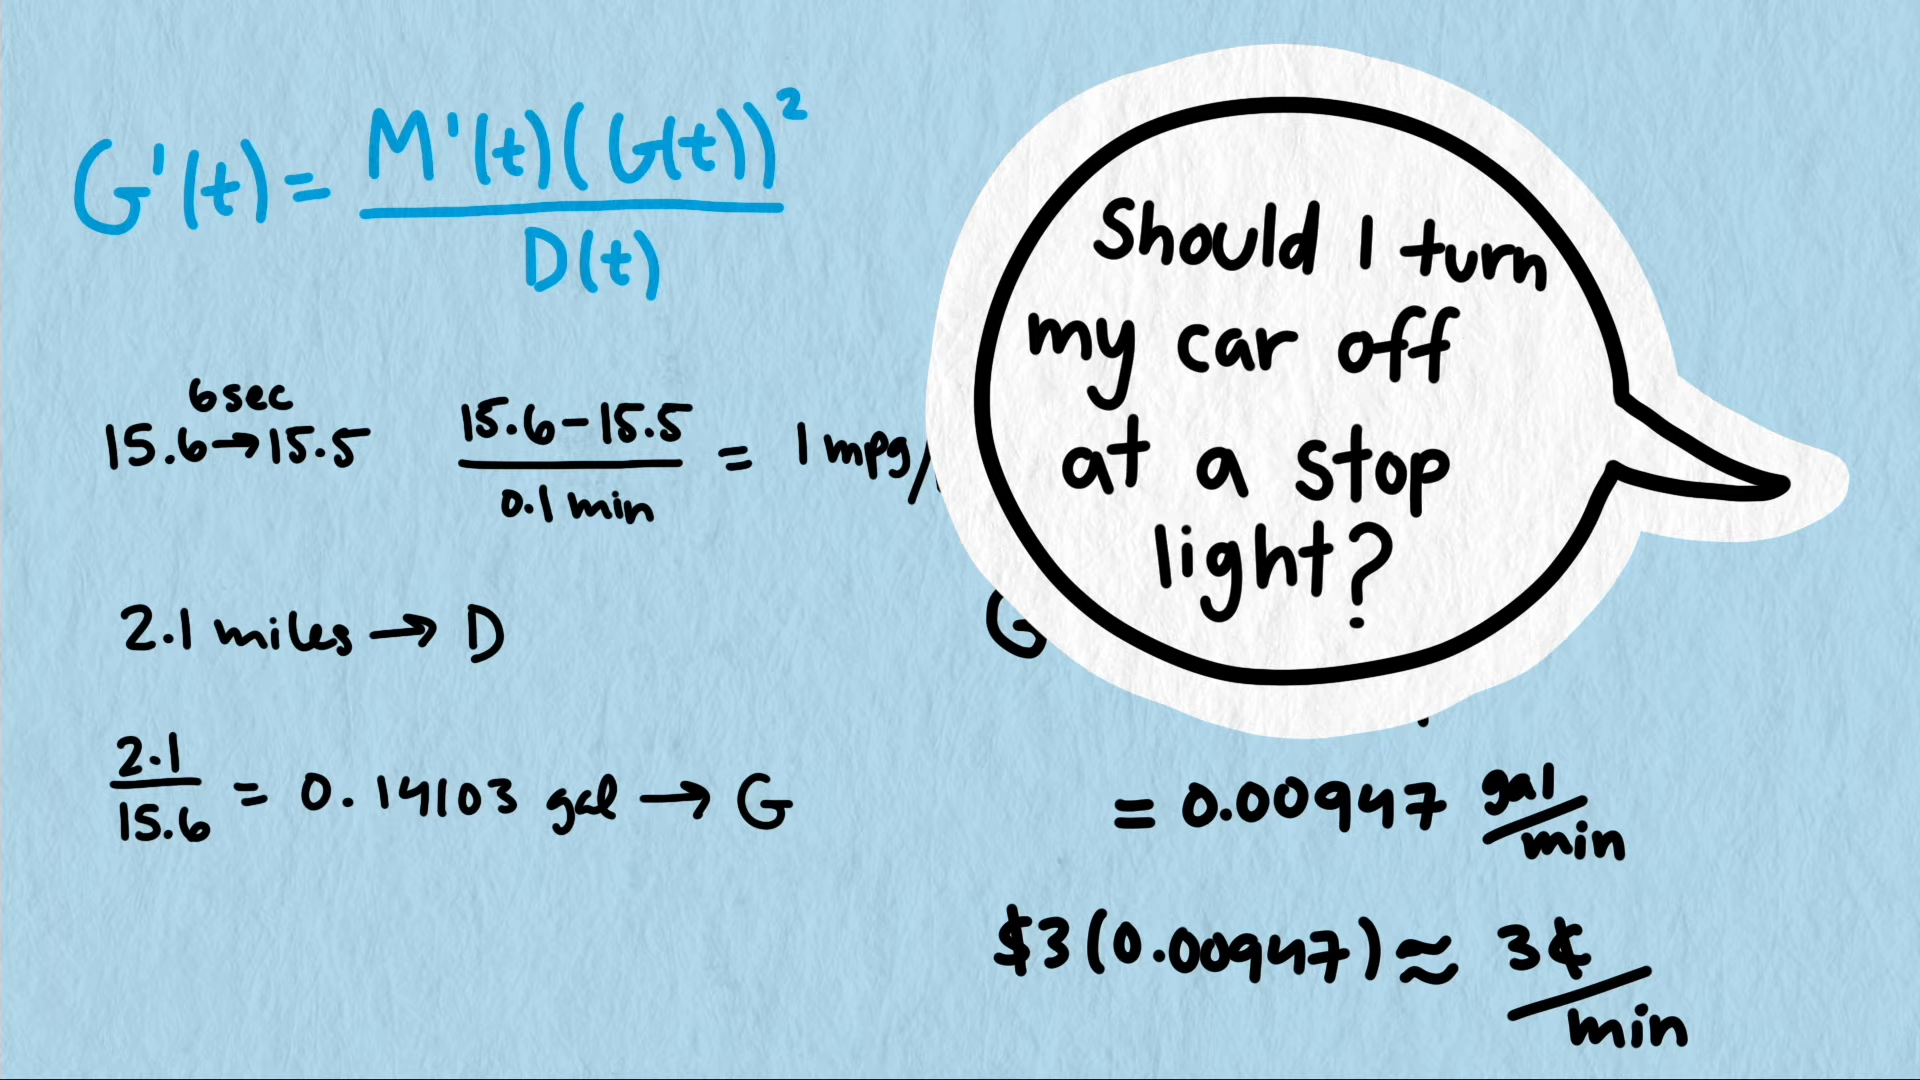 G'(t) = M'(t)(G(t))²
D(t)
6 sec
15.6→15.5
15.6-15.5
0.1 min
= 1 mpg/
2.1 miles → D
2.1
15.6
= 0.14103 gal → G
Should I turn
my car off
at a stop
light?
G
= 0.00947 gal/min
$3(0.00947) ≈ 3¢/min